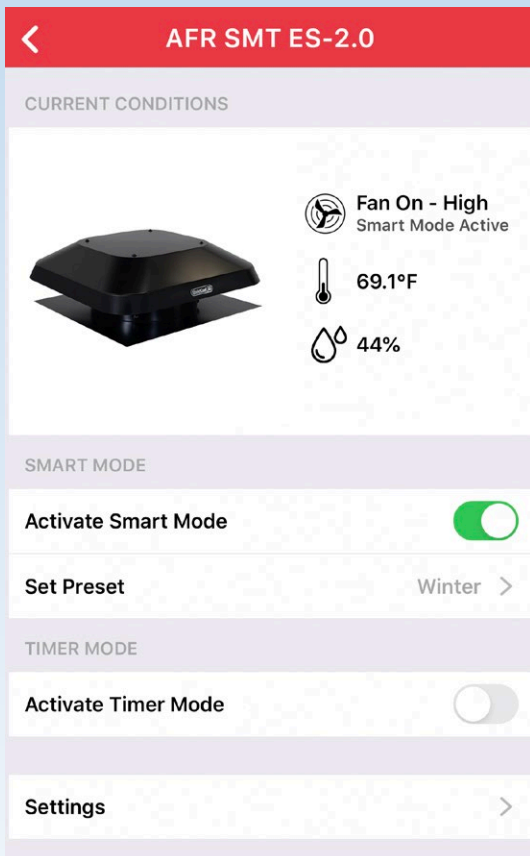 AFR SMT ES-2.0
CURRENT CONDITIONS
Fan On - High
Smart Mode Active
69.1°F
44%
SMART MODE
Activate Smart Mode
Set Preset Winter
TIMER MODE
Activate Timer Mode
Settings